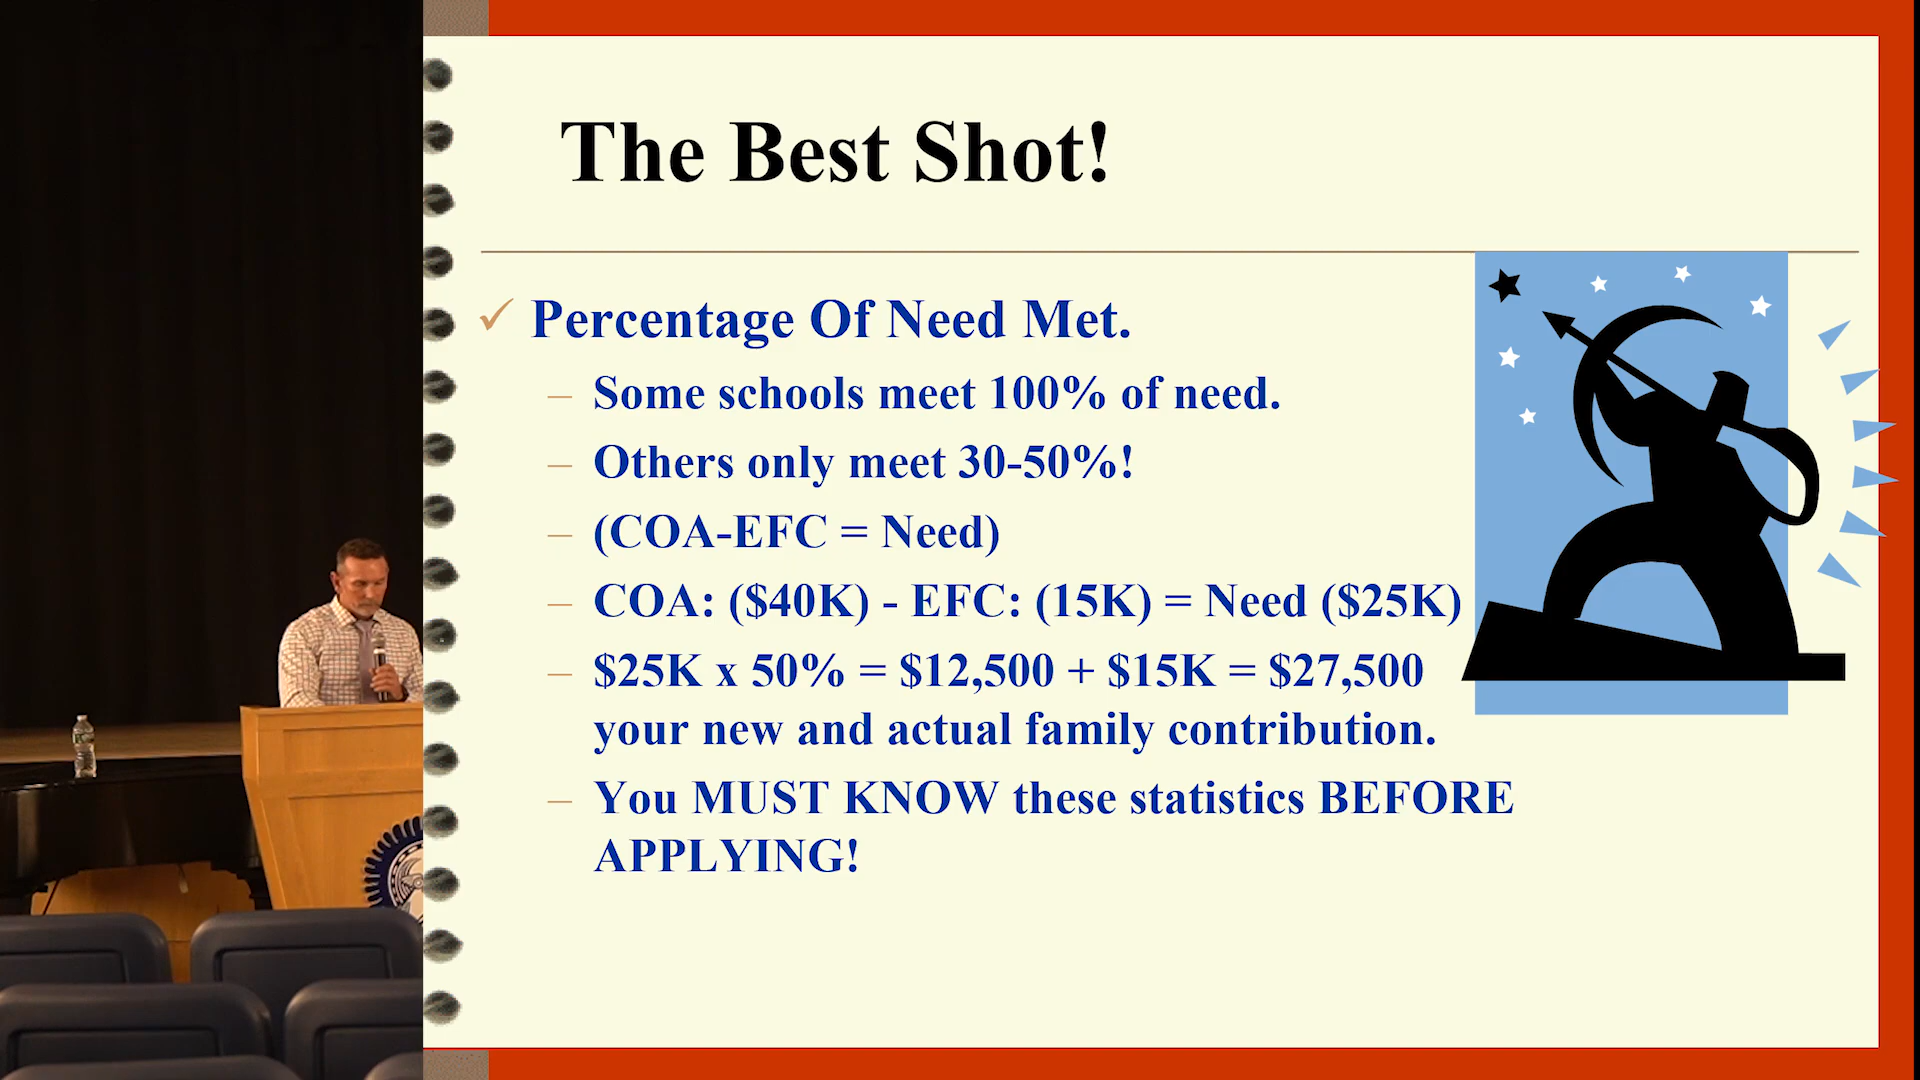 The Best Shot!
✓ Percentage Of Need Met.
– Some schools meet 100% of need.
– Others only meet 30-50%!
– (COA-EFC = Need)
– COA: ($40K) - EFC: (15K) = Need ($25K)
– $25K x 50% = $12,500 + $15K = $27,500
your new and actual family contribution.
– You MUST KNOW these statistics BEFORE
APPLYING!